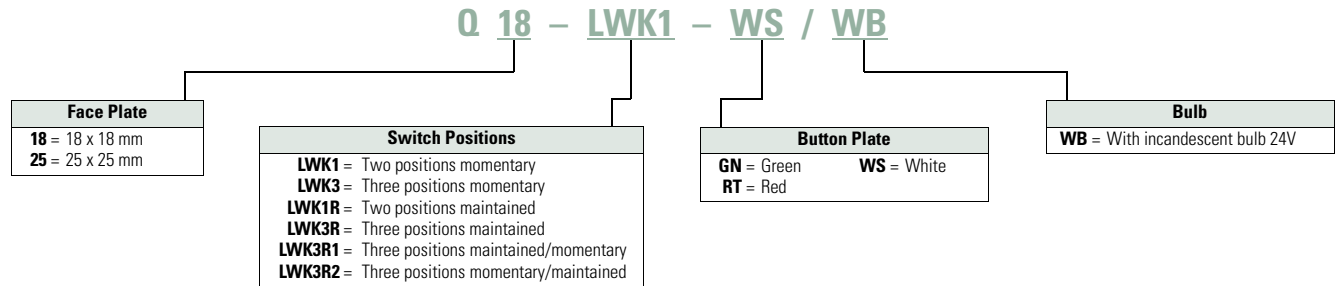 Q 18 – LWK1 – WS / WB
Face Plate
18 = 18 x 18 mm
25 = 25 x 25 mm
Switch Positions
LWK1 = Two positions momentary
LWK3 = Three positions momentary
LWK1R = Two positions maintained
LWK3R = Three positions maintained
LWK3R1 = Three positions maintained/momentary
LWK3R2 = Three positions momentary/maintained
Button Plate
GN = Green WS = White
RT = Red
Bulb
WB = With incandescent bulb 24V